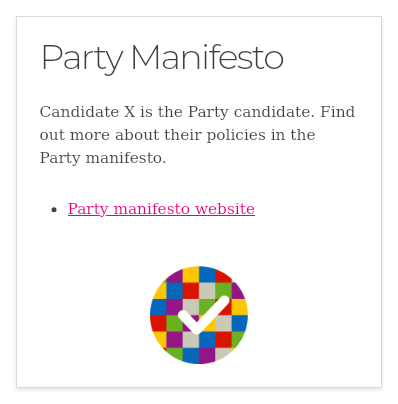 Party Manifesto
Candidate X is the Party candidate. Find
out more about their policies in the
Party manifesto.
Party manifesto website